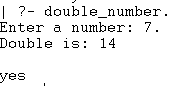 | ?- double_number.
Enter a number: 7.
Double is: 14
yes